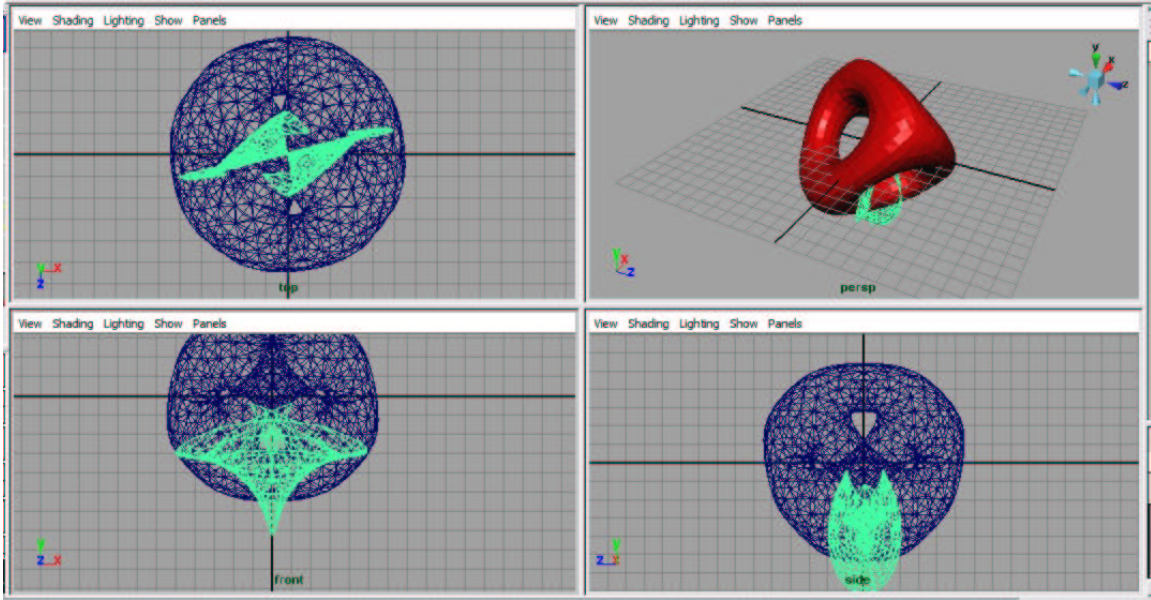 View Shading Lighting Show Panels
y x
z
top
View Shading Lighting Show Panels
y
x
z
y
x
z
persp
View Shading Lighting Show Panels
y
z x
front
View Shading Lighting Show Panels
y
z x
side